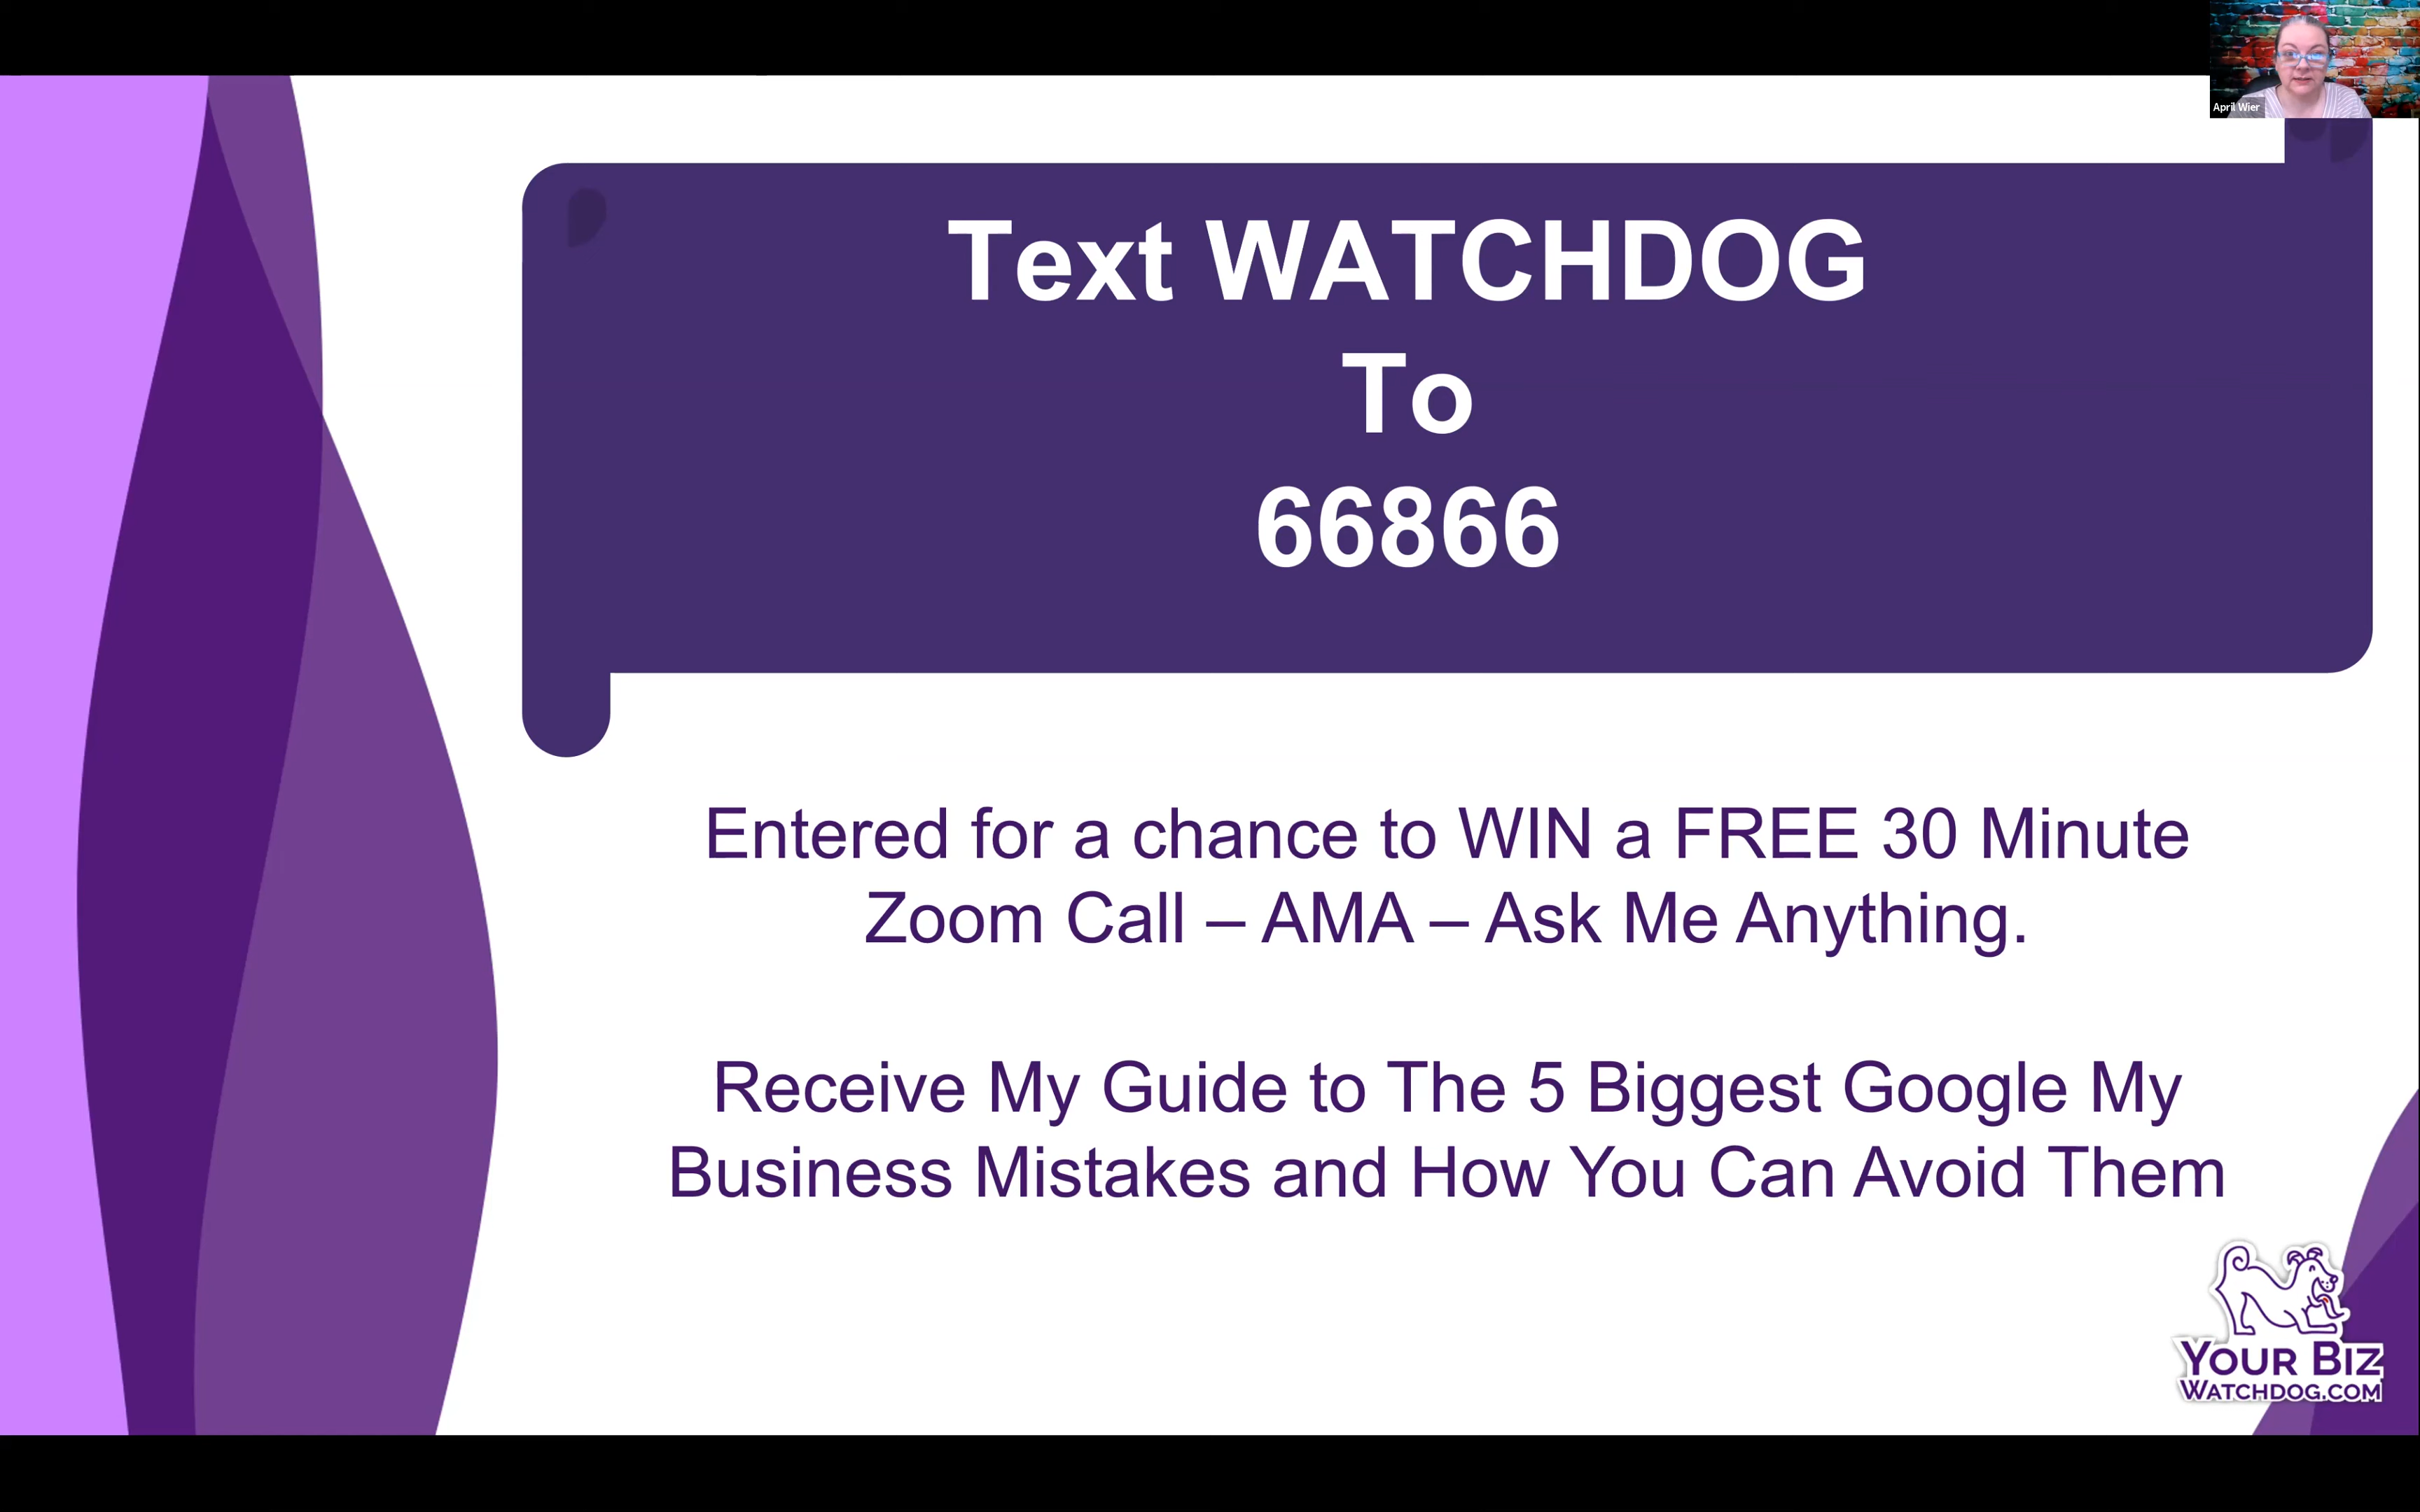 April Wier
Text WATCHDOG
To
66866
Entered for a chance to WIN a FREE 30 Minute
Zoom Call – AMA – Ask Me Anything.
Receive My Guide to The 5 Biggest Google My
Business Mistakes and How You Can Avoid Them
YOUR BIZ
WATCHDOG.COM